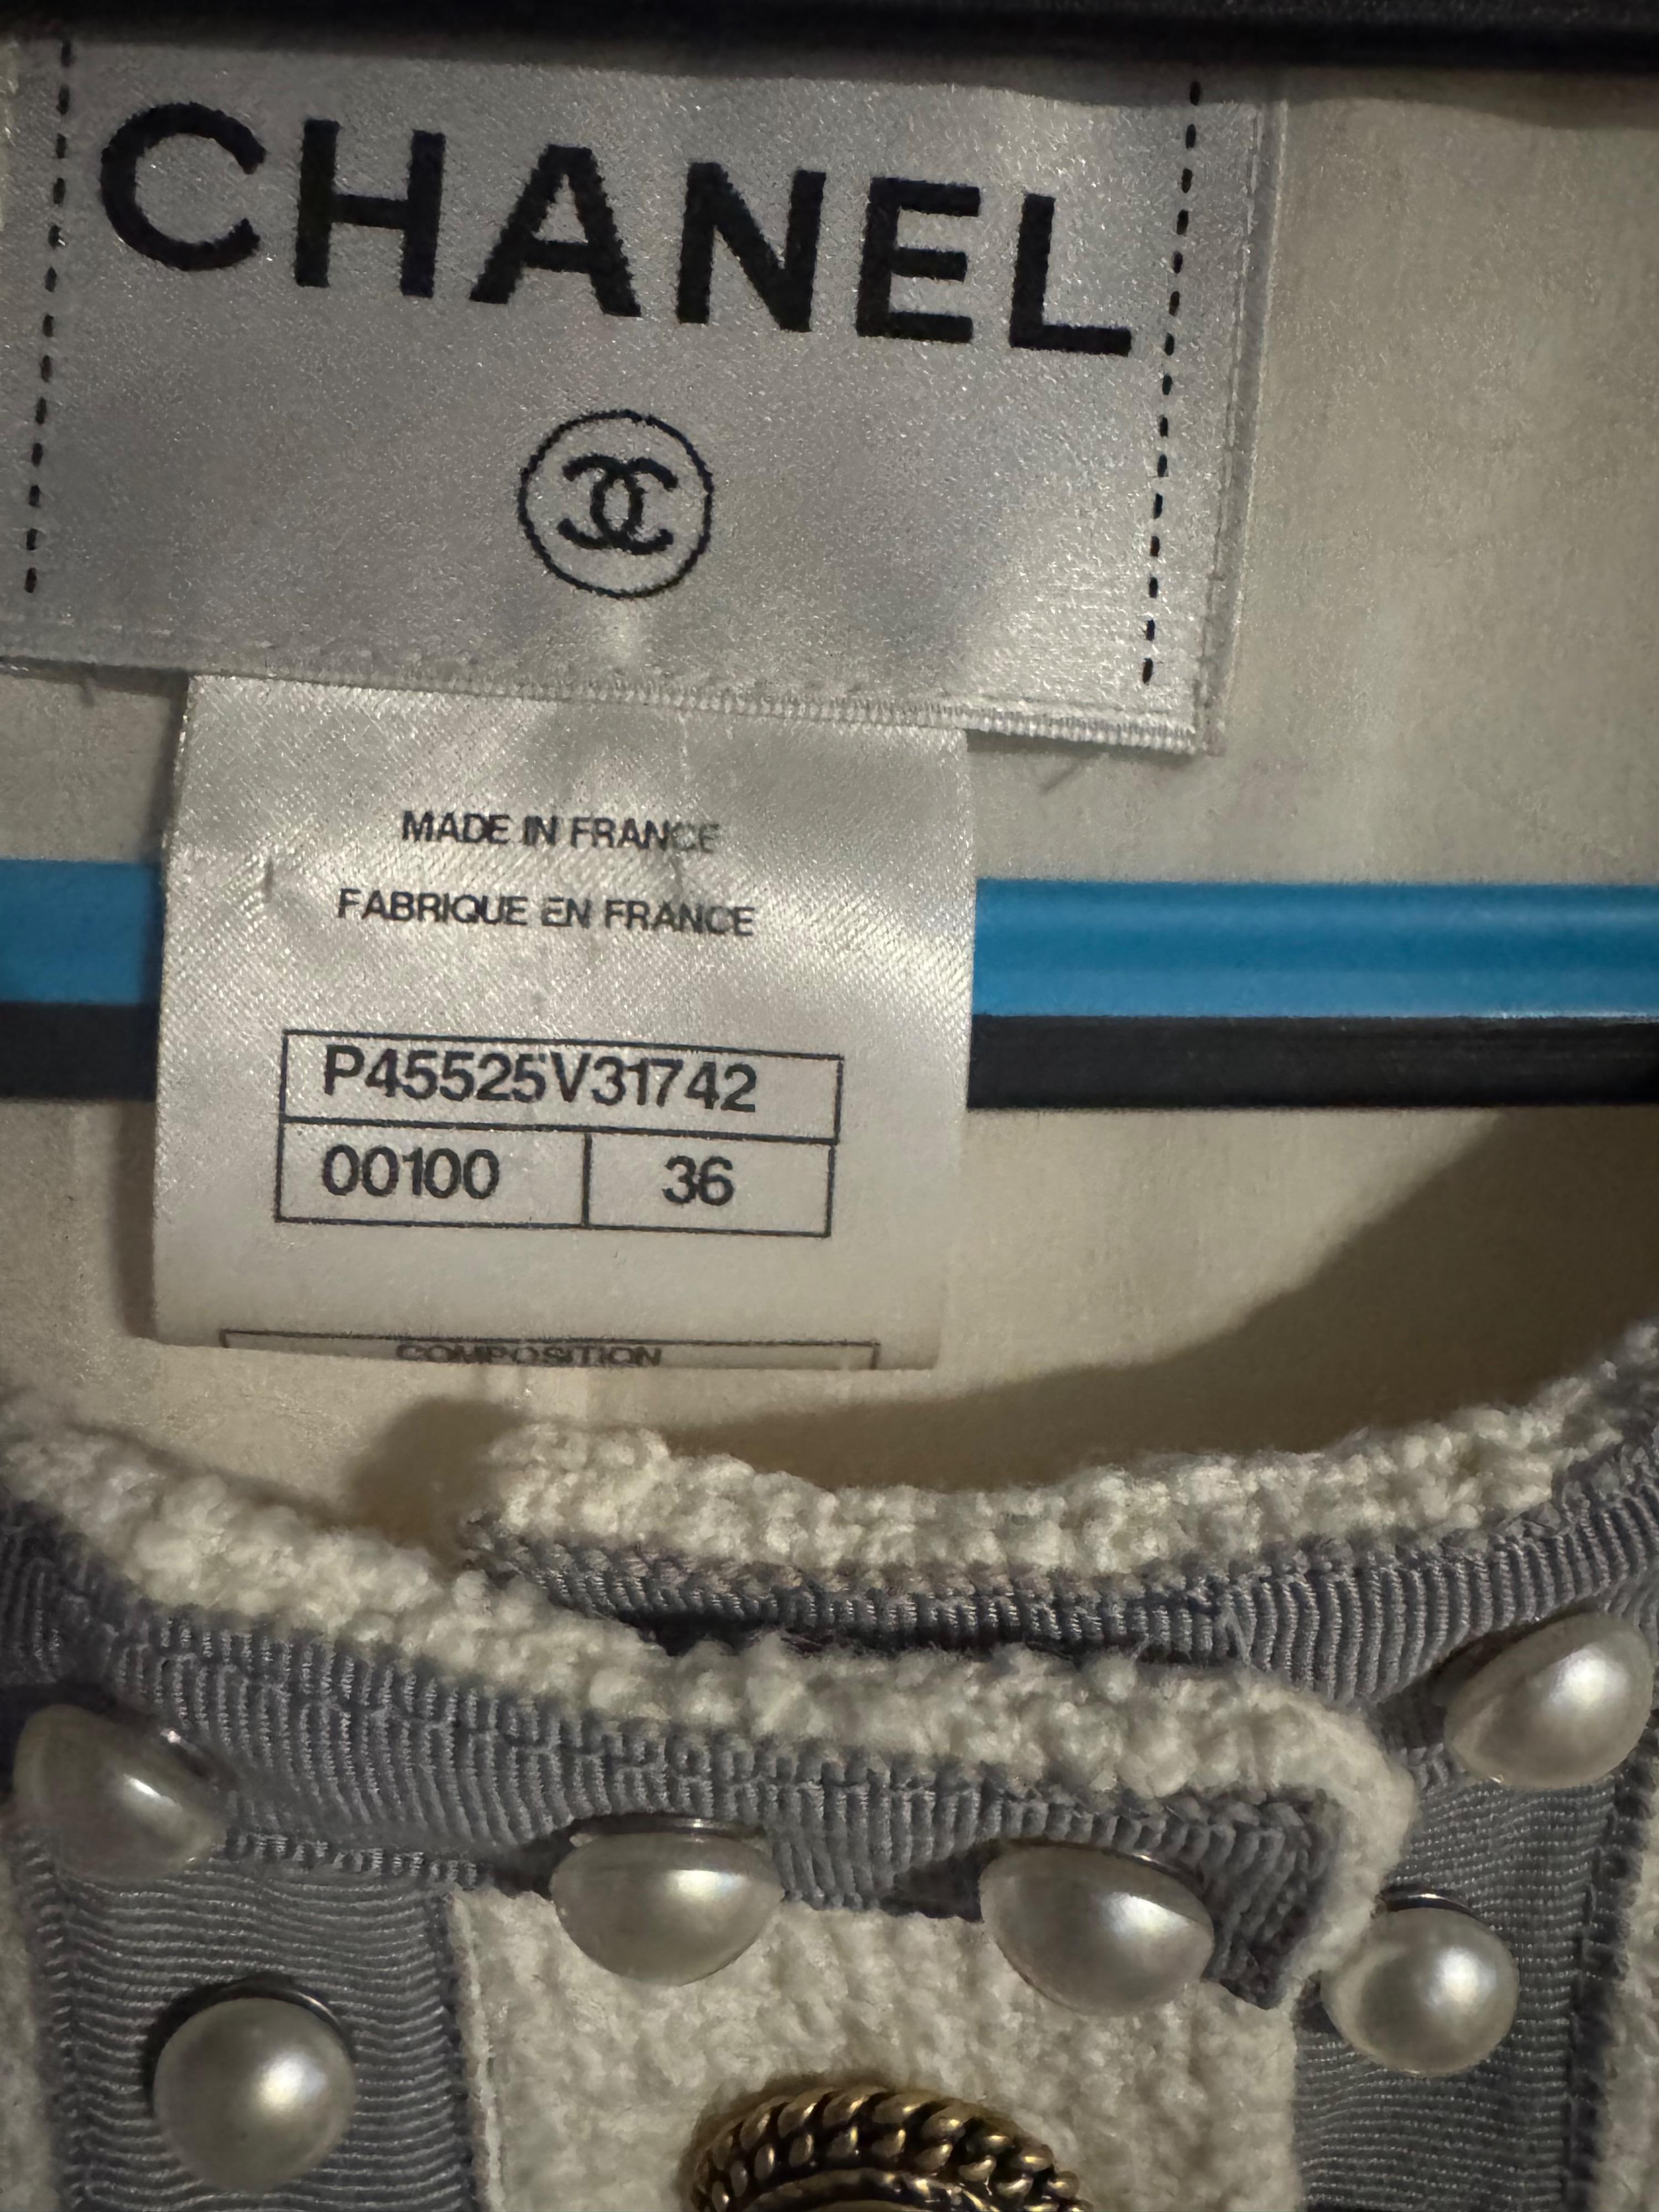 CHANEL
MADE IN FRANCE
FABRIQUE EN FRANCE
P45525V31742
00100 36
COMPOSITION